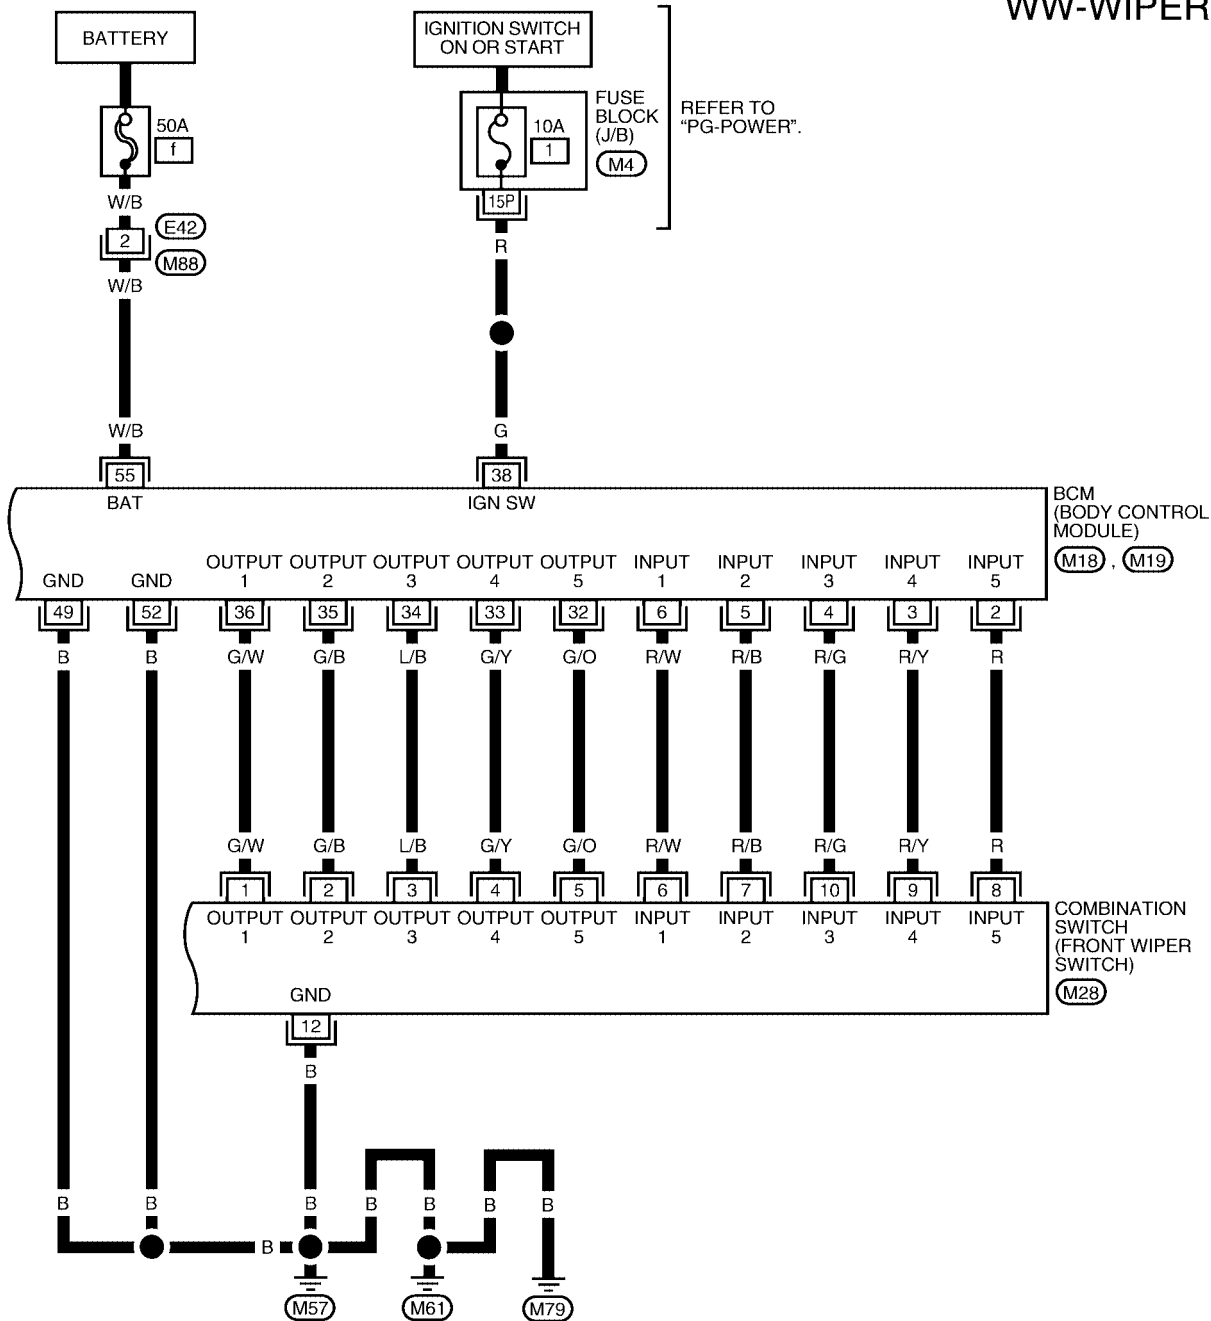 WW-WIPER
BATTERY
IGNITION SWITCH
ON OR START
50A
f
10A
1
FUSE
BLOCK
(J/B)
M4
REFER TO
“PG-POWER”.
15P
W/B
E42
2
M88
W/B
R
W/B
G
55
38
BAT
IGN SW
BCM
(BODY CONTROL
MODULE)
M18 , M19
GND GND OUTPUT 1 OUTPUT 2 OUTPUT 3 OUTPUT 4 OUTPUT 5 INPUT 1 INPUT 2 INPUT 3 INPUT 4 INPUT 5
49 52 36 35 34 33 32 6 5 4 3 2
B B G/W G/B L/B G/Y G/O R/W R/B R/G R/Y R
G/W G/B L/B G/Y G/O R/W R/B R/G R/Y R
1 2 3 4 5 6 7 10 9 8
OUTPUT 1 OUTPUT 2 OUTPUT 3 OUTPUT 4 OUTPUT 5 INPUT 1 INPUT 2 INPUT 3 INPUT 4 INPUT 5
COMBINATION
SWITCH
(FRONT WIPER
SWITCH)
M28
GND
12
B
B B B B B B B
B
M57 M61 M79